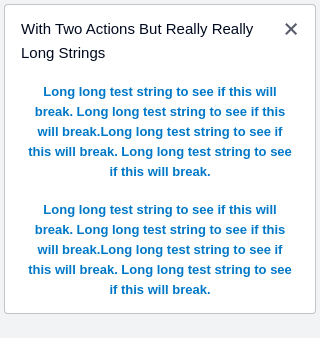 With Two Actions But Really Really
Long Strings
Long long test string to see if this will
break. Long long test string to see if this
will break.Long long test string to see if
this will break. Long long test string to see
if this will break.
Long long test string to see if this will
break. Long long test string to see if this
will break.Long long test string to see if
this will break. Long long test string to see
if this will break.